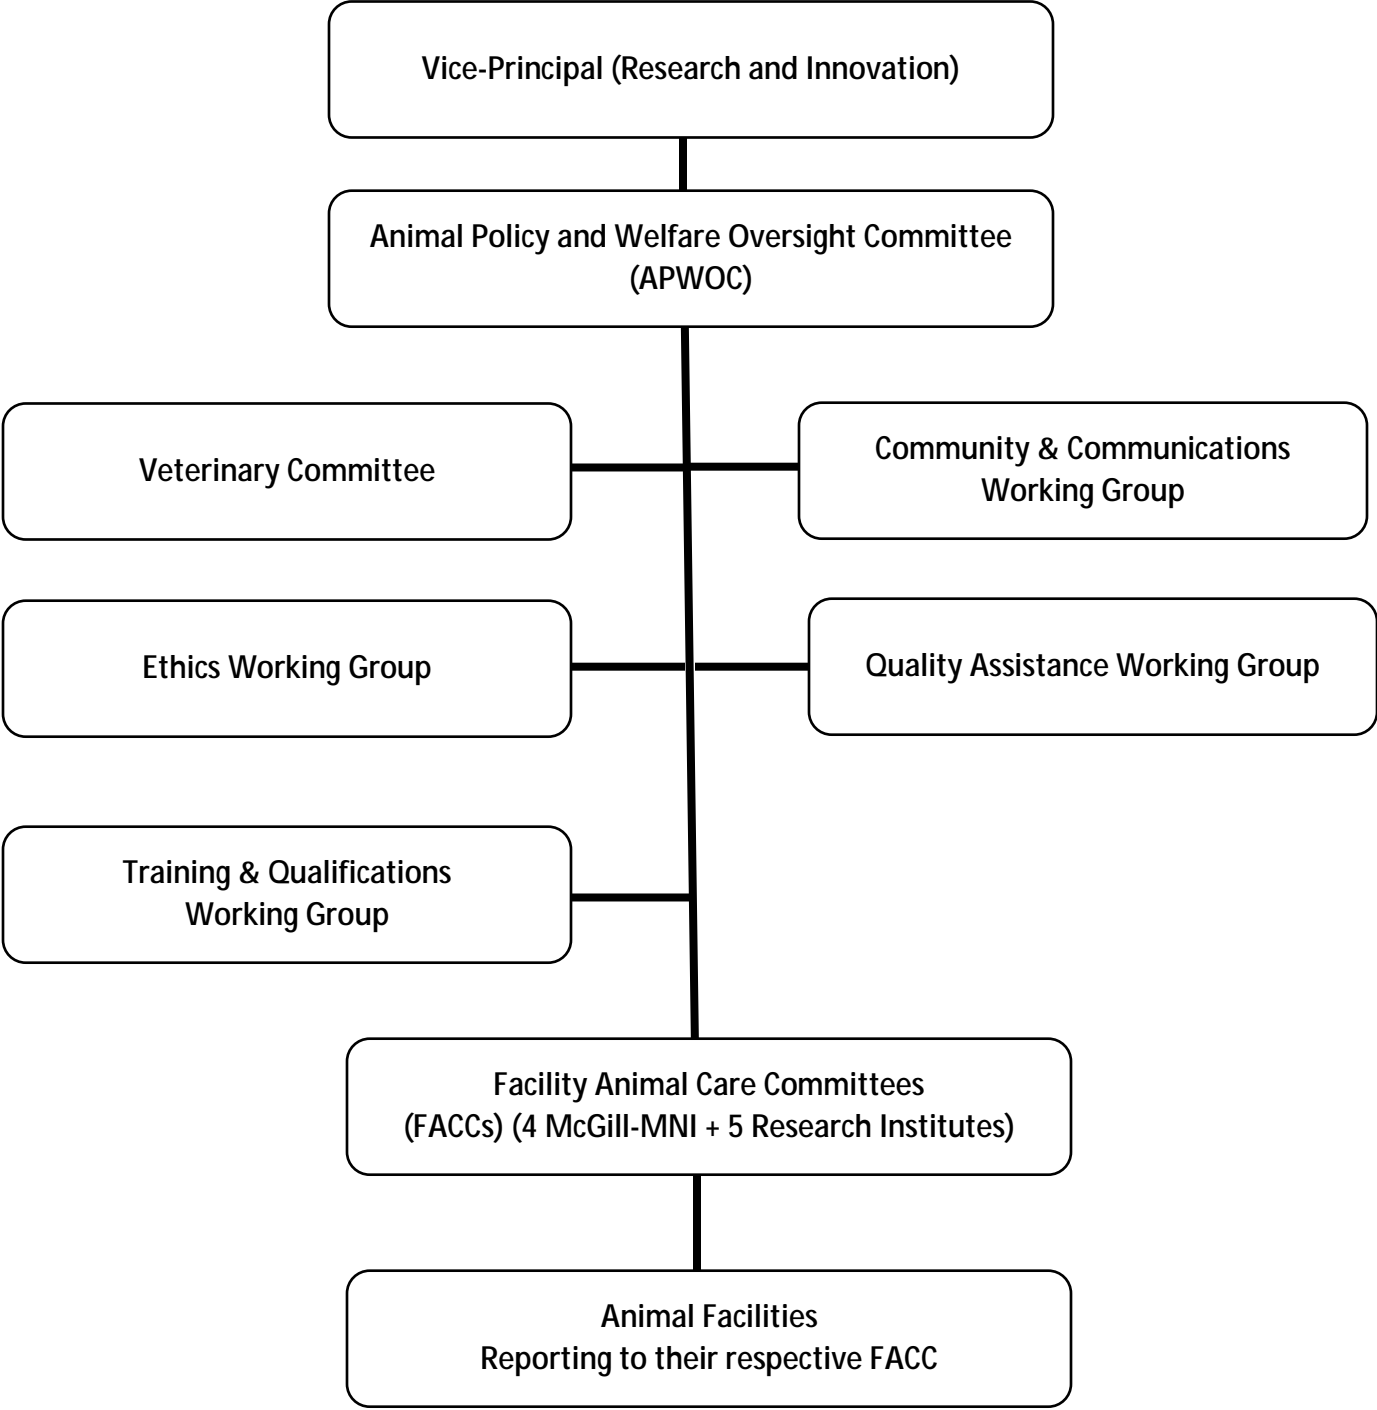 Vice-Principal (Research and Innovation)
Animal Policy and Welfare Oversight Committee
(APWOC)
Veterinary Committee
Community & Communications
Working Group
Ethics Working Group
Quality Assistance Working Group
Training & Qualifications
Working Group
Facility Animal Care Committees
(FACCs) (4 McGill-MNI + 5 Research Institutes)
Animal Facilities
Reporting to their respective FACC